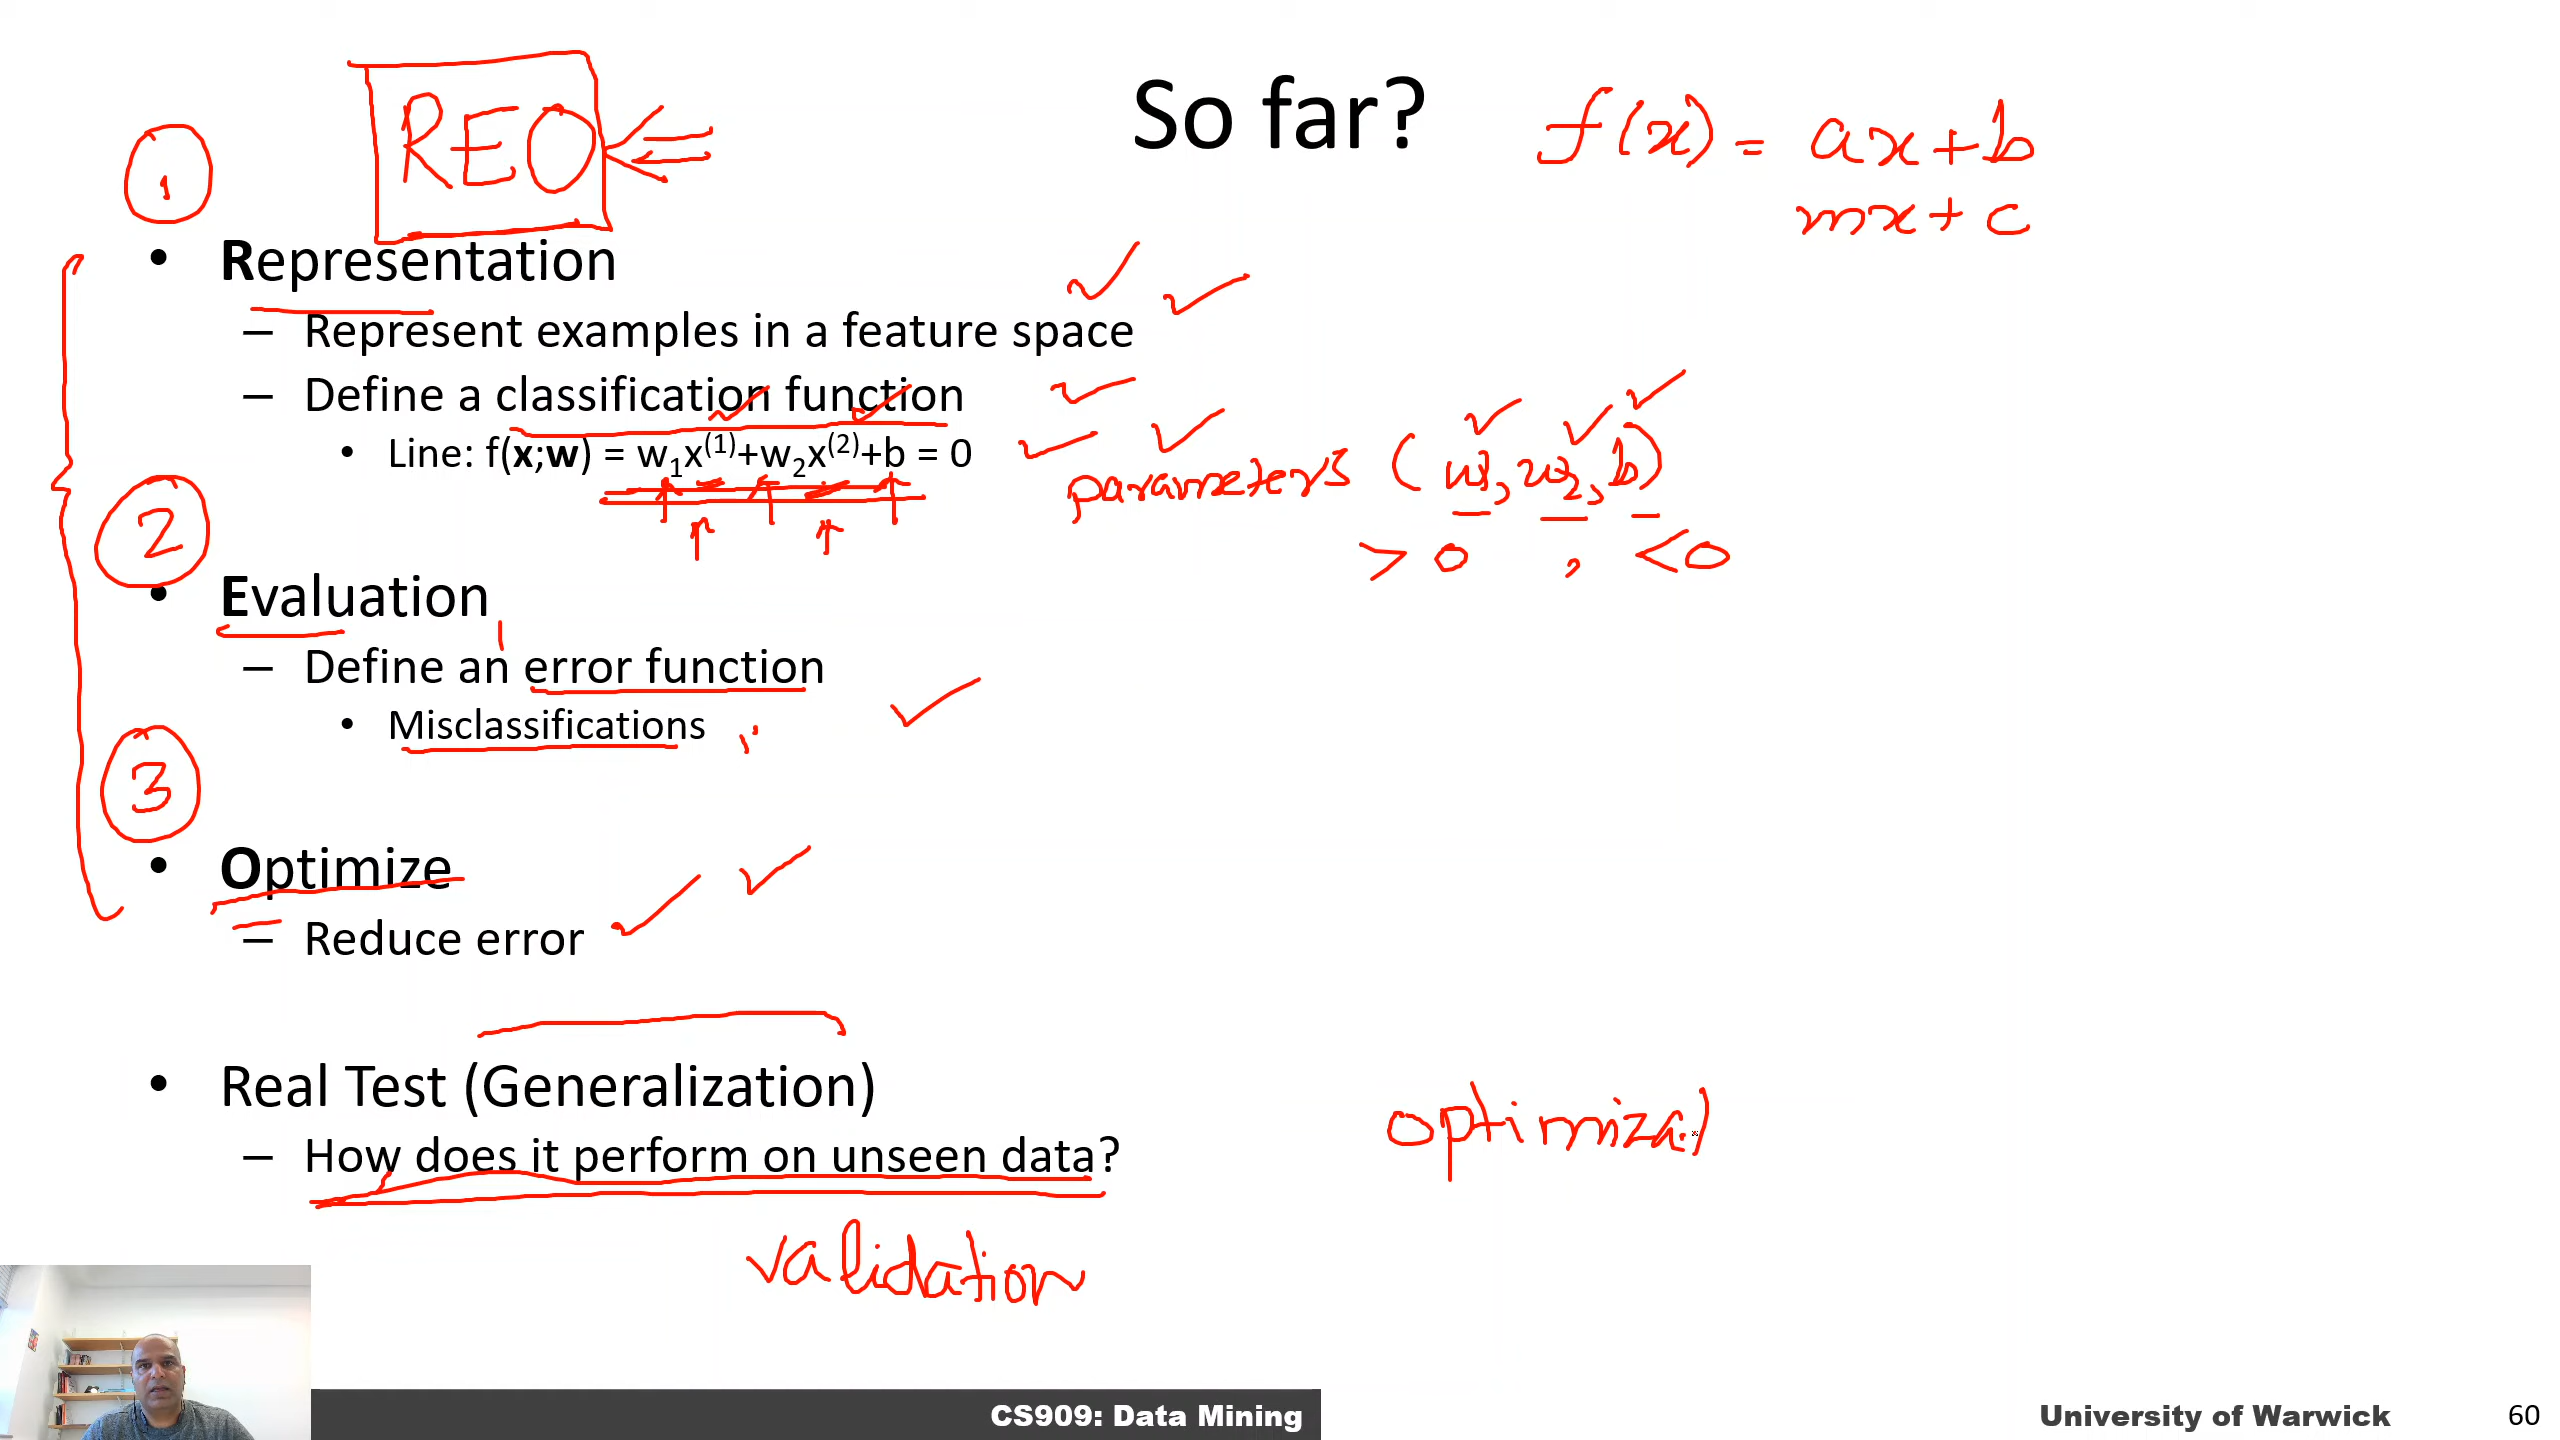 REO
So far?
f(x) = ax+b
mx+c
1
• Representation
– Represent examples in a feature space
– Define a classification function
• Line: f(x;w) = w₁x⁽¹⁾+w₂x⁽²⁾+b = 0
parameters (w1, w2, b)
>0 , <0
2
• Evaluation
– Define an error function
• Misclassifications
3
• Optimize
– Reduce error
• Real Test (Generalization)
– How does it perform on unseen data?
optimizat
validation
CS909: Data Mining
University of Warwick
60